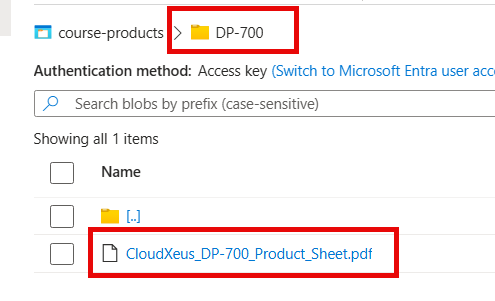 course-products > DP-700
Authentication method: Access key (Switch to Microsoft Entra user acc
Search blobs by prefix (case-sensitive)
Showing all 1 items
Name
[..]
CloudXeus_DP-700_Product_Sheet.pdf